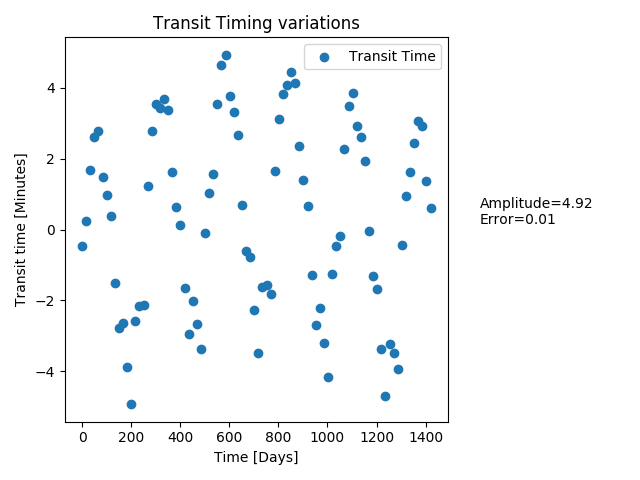 Transit Timing variations
Transit Time
Transit time [Minutes]
4
2
0
−2
−4
0 200 400 600 800 1000 1200 1400
Time [Days]
Amplitude=4.92
Error=0.01